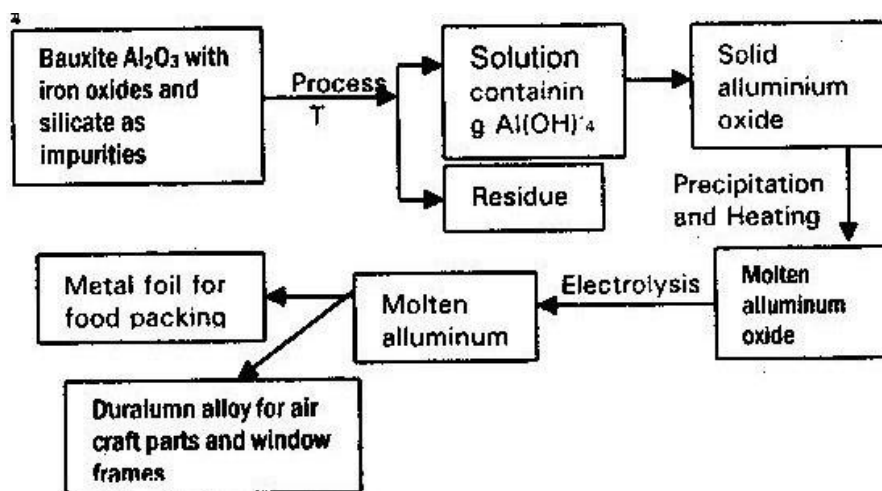 Bauxite Al₂O₃ with
iron oxides and
silicate as
impurities
Process
T
Solution
containin
g Al(OH)⁻₄
Residue
Solid
alluminium
oxide
Precipitation
and Heating
Molten
alluminum
oxide
Electrolysis
Molten
alluminum
Metal foil for
food packing
Duralumn alloy for air
craft parts and window
frames